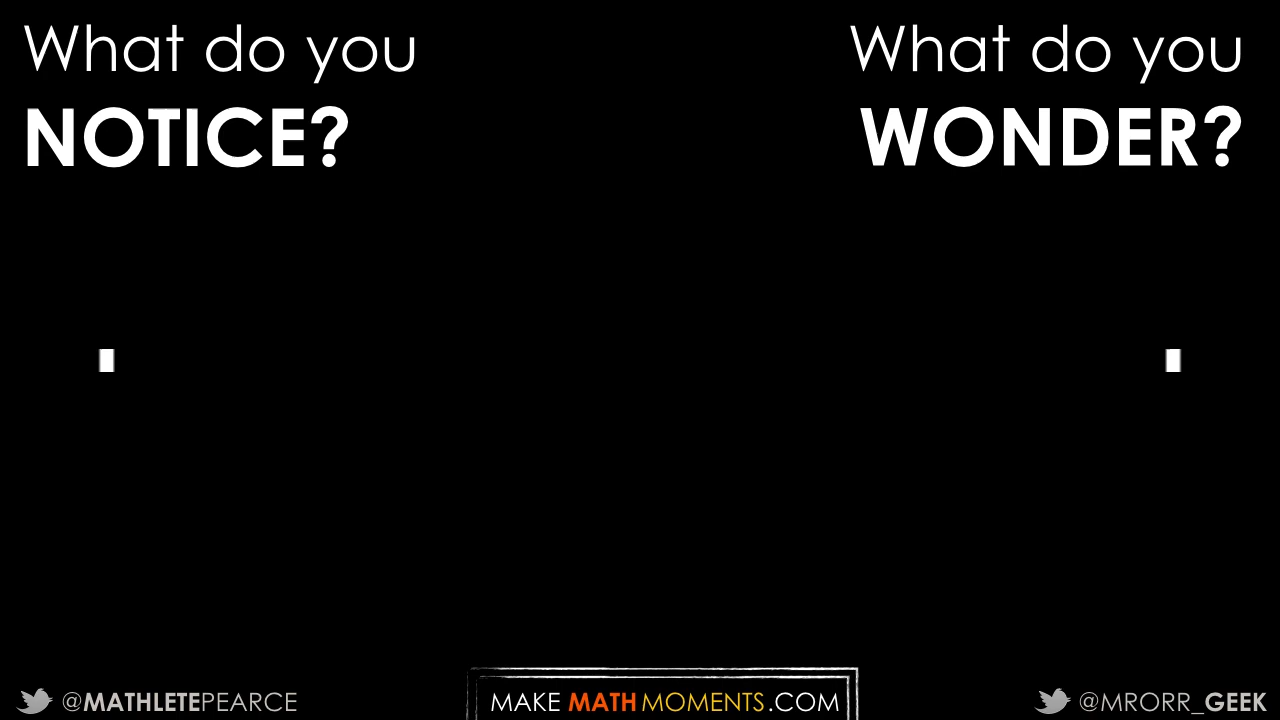 What do you
NOTICE?
What do you
WONDER?
@MATHLETEPEARCE
MAKE MATH MOMENTS.COM
@MRORR_GEEK